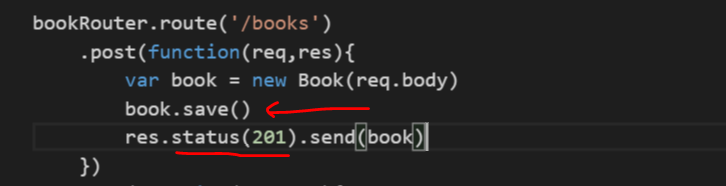 bookRouter.route('/books')
.post(function(req,res){
var book = new Book(req.body)
book.save()
res.status(201).send(book)
})